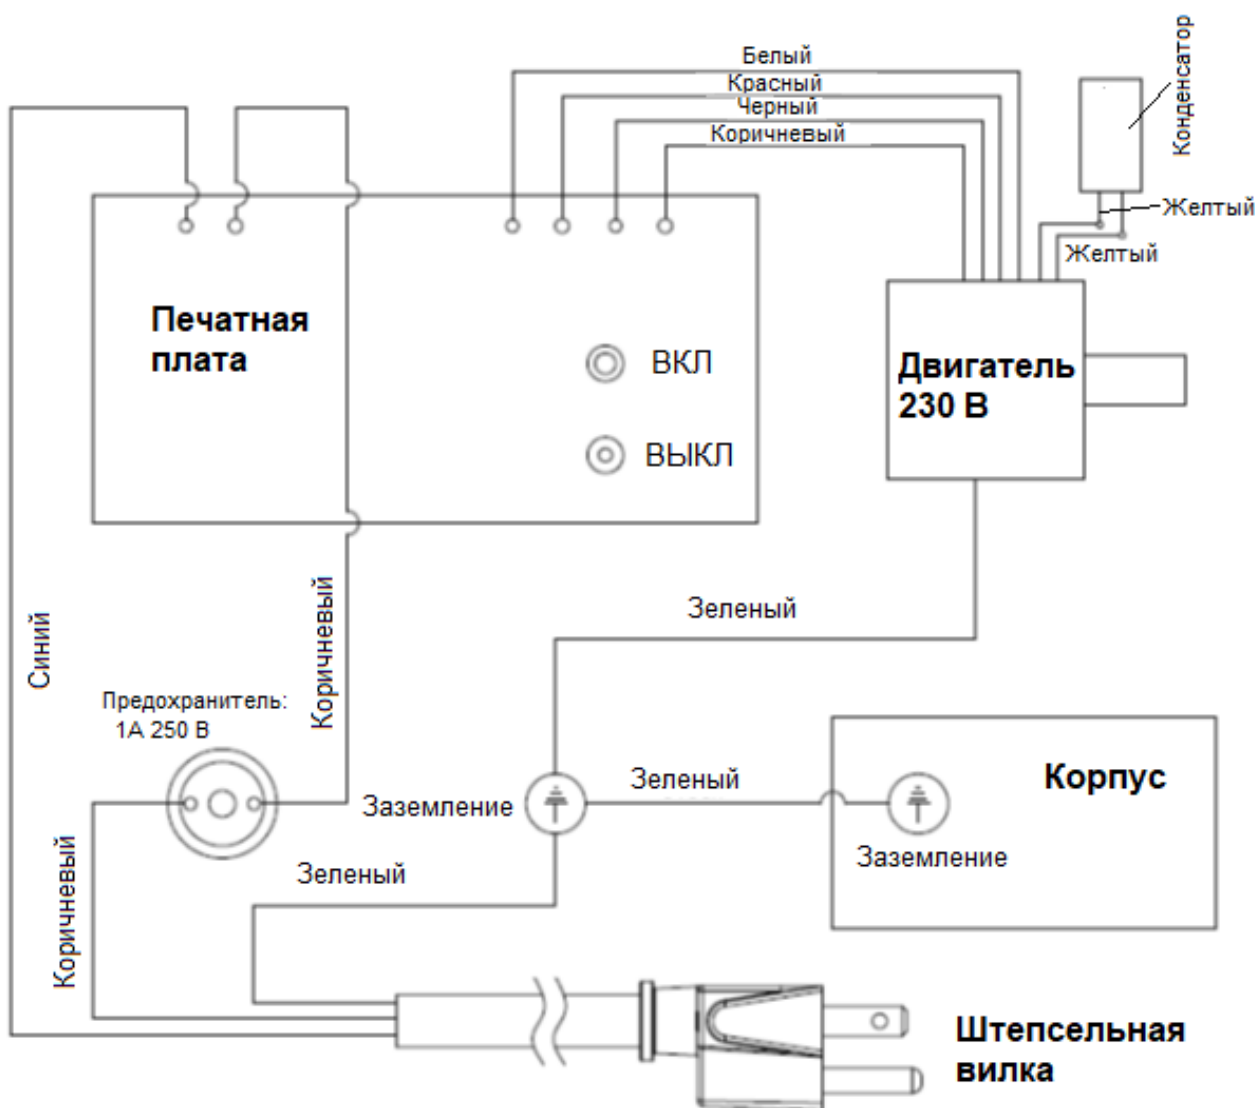 Белый
Красный
Черный
Коричневый
Конденсатор
Желтый
Желтый
Печатная
плата
ВКЛ
ВЫКЛ
Двигатель
230 В
Синий
Коричневый
Зеленый
Предохранитель:
1А 250 В
Заземление
Зеленый
Корпус
Заземление
Коричневый
Зеленый
Штепсельная
вилка